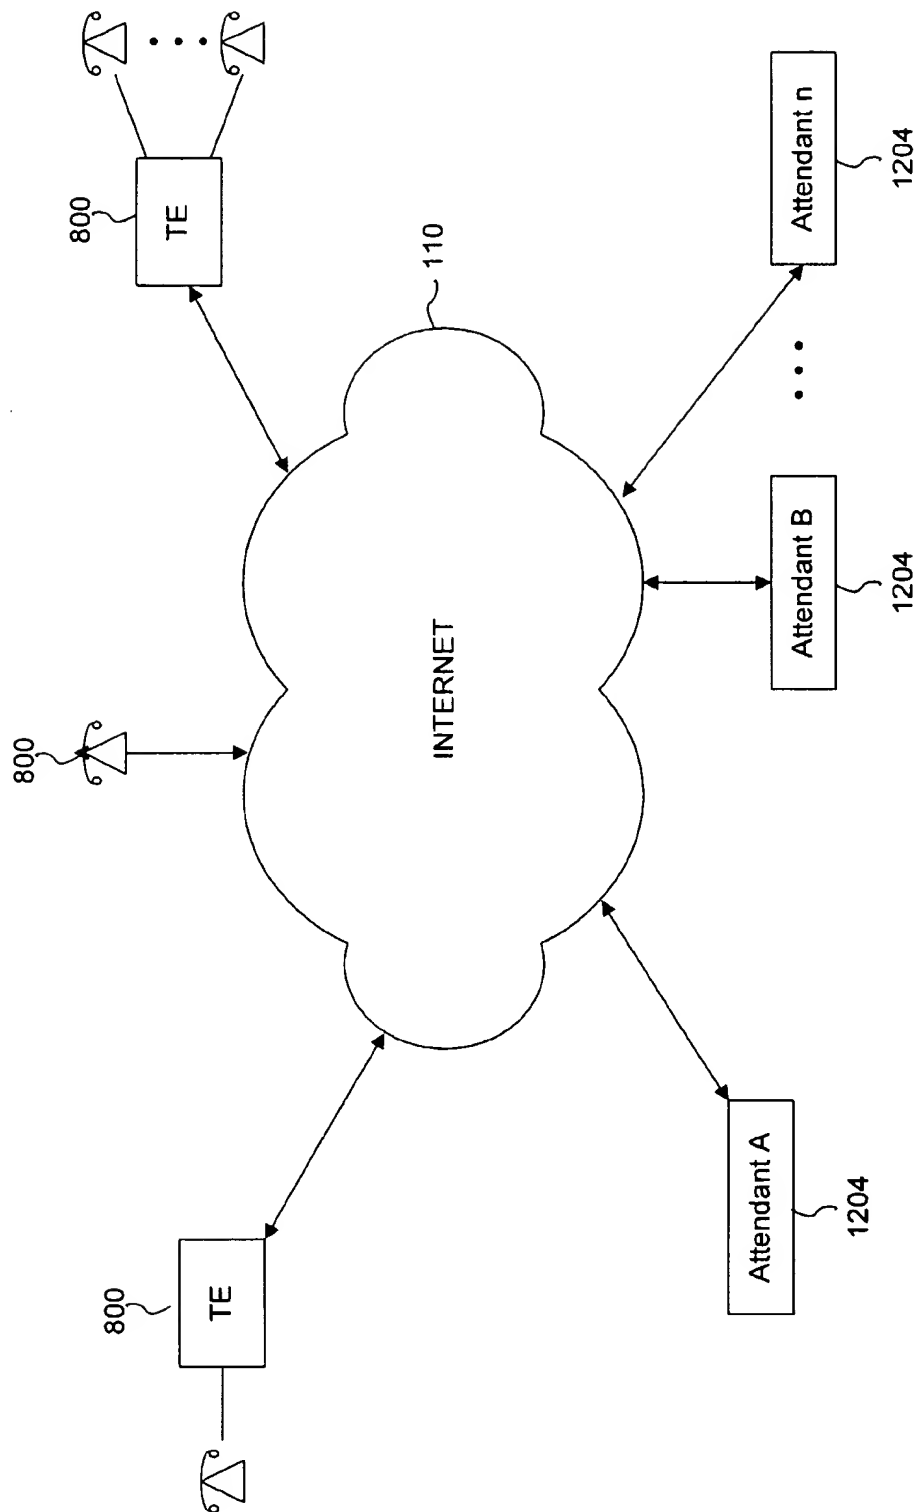 800
TE
110
800
INTERNET
800
TE
Attendant n
1204
Attendant B
1204
Attendant A
1204